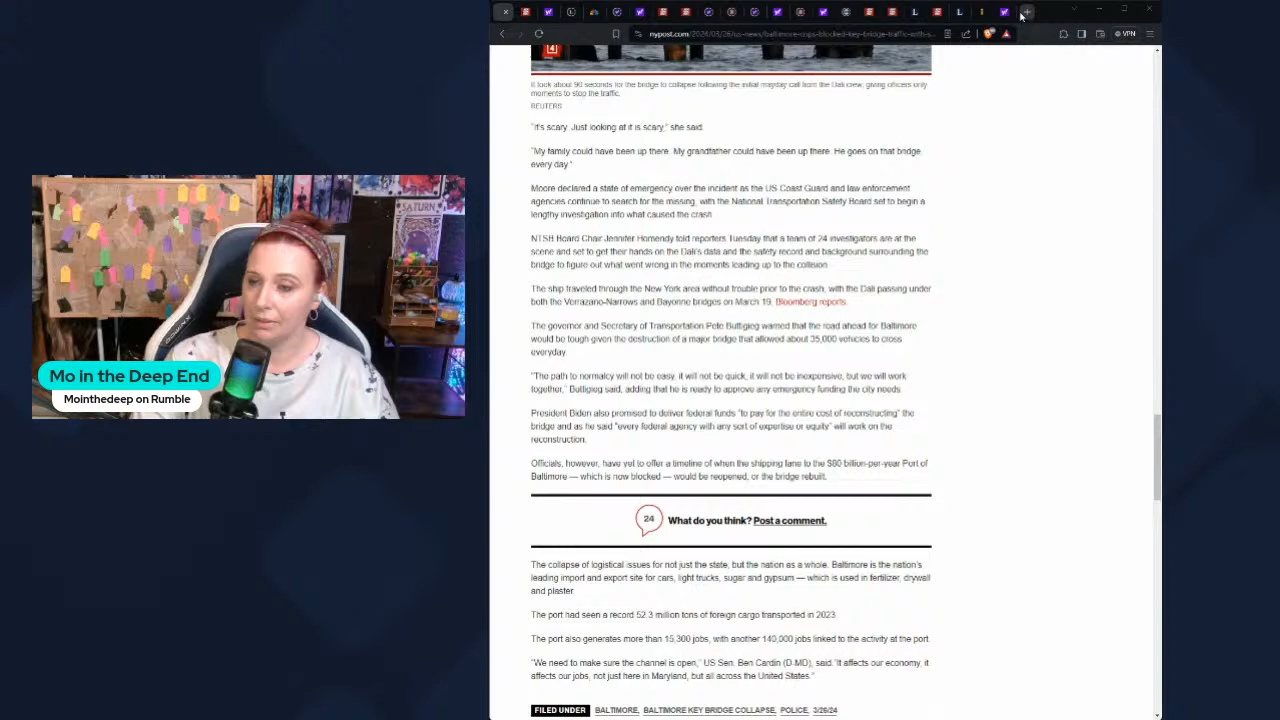 nypost.com/2024/03/26/us-news/baltimore-cops-blocked-key-bridge-traffic-with-s...
VPN
It took about 90 seconds for the bridge to collapse following the initial mayday call from the Dali crew, giving officers only
moments to stop the traffic.
REUTERS
"It's scary. Just looking at it is scary," she said.
"My family could have been up there. My grandfather could have been up there. He goes on that bridge
every day."
Moore declared a state of emergency over the incident as the US Coast Guard and law enforcement
agencies continue to search for the missing, with the National Transportation Safety Board set to begin a
lengthy investigation into what caused the crash.
NTSB Board Chair Jennifer Homendy told reporters Tuesday that a team of 24 investigators are at the
scene and set to get their hands on the Dali's data and the safety record and background surrounding the
bridge to figure out what went wrong in the moments leading up to the collision.
The ship traveled through the New York area without trouble prior to the crash, with the Dali passing under
both the Verrazano-Narrows and Bayonne bridges on March 19, Bloomberg reports.
The governor and Secretary of Transportation Pete Buttigieg warned that the road ahead for Baltimore
would be tough given the destruction of a major bridge that allowed about 35,000 vehicles to cross
everyday.
"The path to normalcy will not be easy, it will not be quick, it will not be inexpensive, but we will work
together," Buttigieg said, adding that he is ready to approve any emergency funding the city needs.
President Biden also promised to deliver federal funds "to pay for the entire cost of reconstructing" the
bridge and as he said "every federal agency with any sort of expertise or equity" will work on the
reconstruction.
Officials, however, have yet to offer a timeline of when the shipping lane to the $80 billion-per-year Port of
Baltimore — which is now blocked — would be reopened, or the bridge rebuilt.
24 What do you think? Post a comment.
The collapse of logistical issues for not just the state, but the nation as a whole. Baltimore is the nation's
leading import and export site for cars, light trucks, sugar and gypsum — which is used in fertilizer, drywall
and plaster.
The port had seen a record 52.3 million tons of foreign cargo transported in 2023.
The port also generates more than 15,300 jobs, with another 140,000 jobs linked to the activity at the port.
"We need to make sure the channel is open," US Sen. Ben Cardin (D-MD), said."It affects our economy, it
affects our jobs, not just here in Maryland, but all across the United States."
FILED UNDER BALTIMORE, BALTIMORE KEY BRIDGE COLLAPSE, POLICE, 3/26/24
SATURN
Mo in the Deep End
Mointhedeep on Rumble